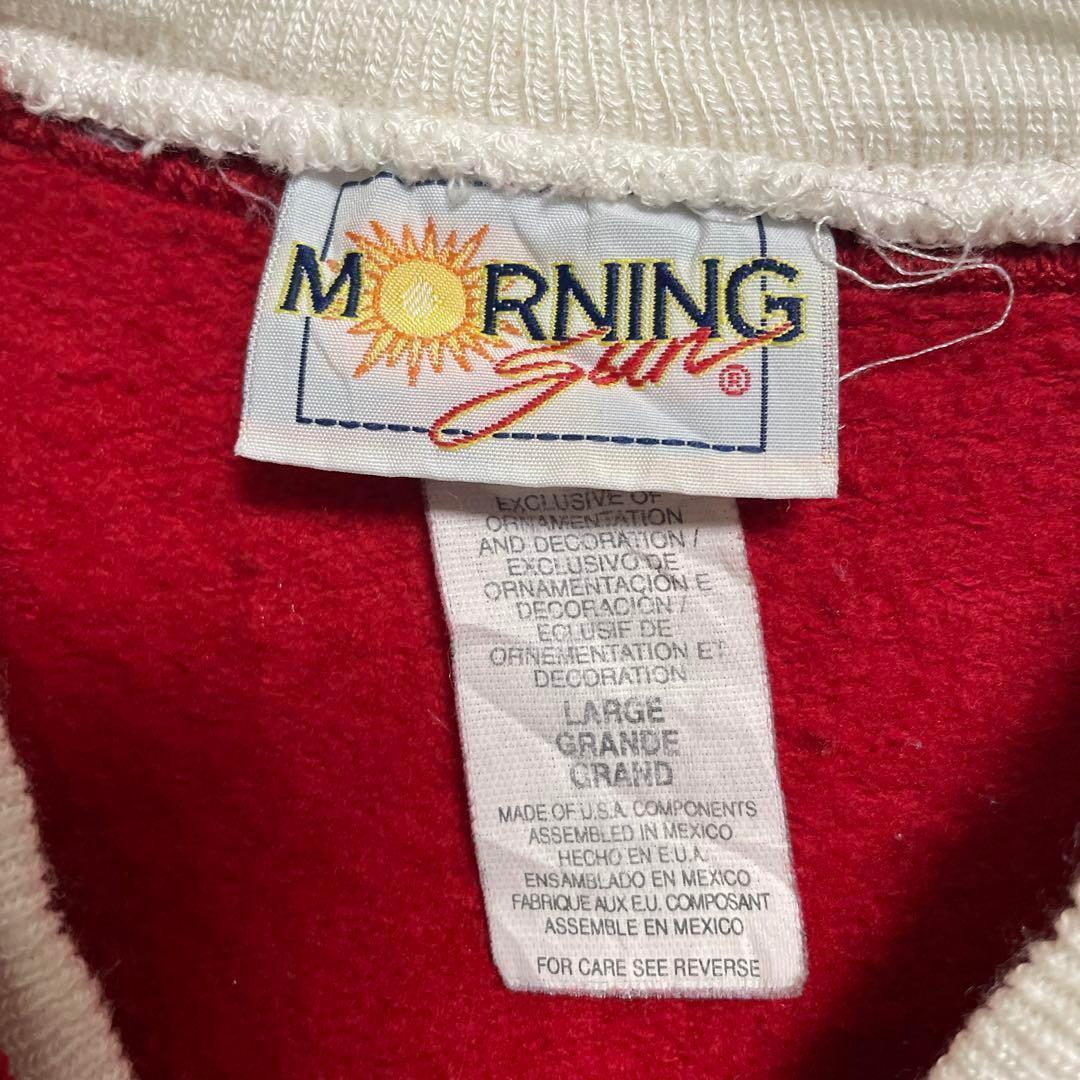 MORNING
Sun ®
EXCLUSIVE OF
ORNAMENTATION
AND DECORATION /
EXCLUSIVO DE
ORNAMENTACIÓN E
DECORACIÓN /
ECLUSIF DE
ORNEMENTATION ET
DECORATION
LARGE
GRANDE
GRAND
MADE OF U.S.A. COMPONENTS
ASSEMBLED IN MEXICO
HECHO EN E.U.A.
ENSAMBLADO EN MEXICO
FABRIQUE AUX E.U. COMPOSANT
ASSEMBLE EN MEXICO
FOR CARE SEE REVERSE